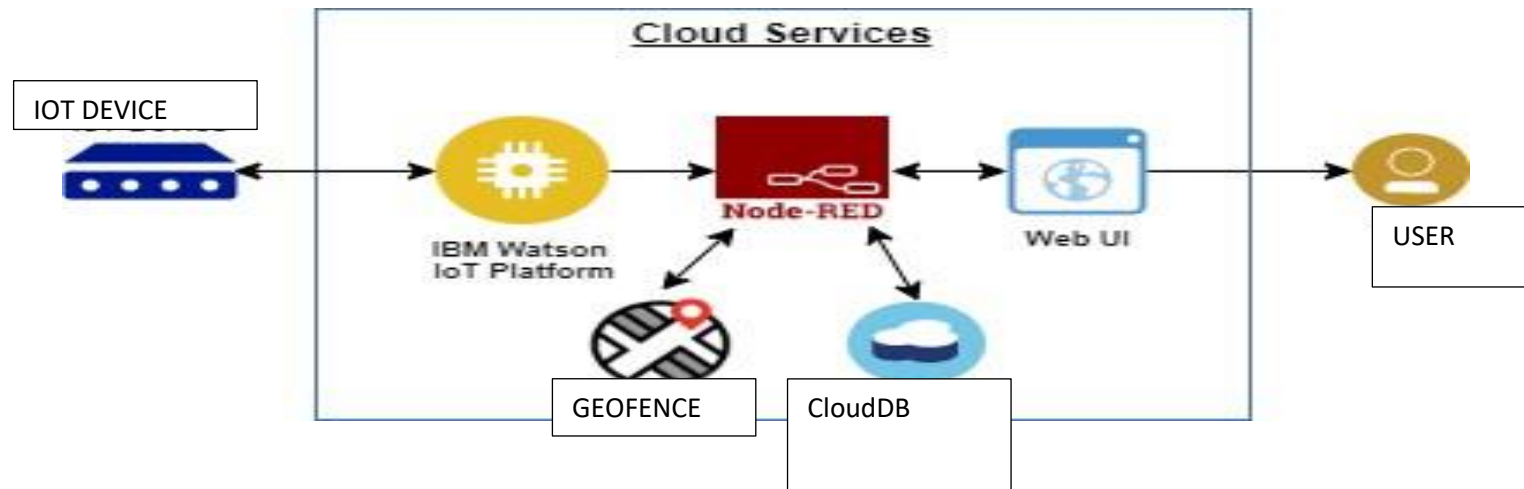 Cloud Services
IOT DEVICE
Node-RED
IBM Watson
IoT Platform
Web UI
USER
GEOFENCE
CloudDB